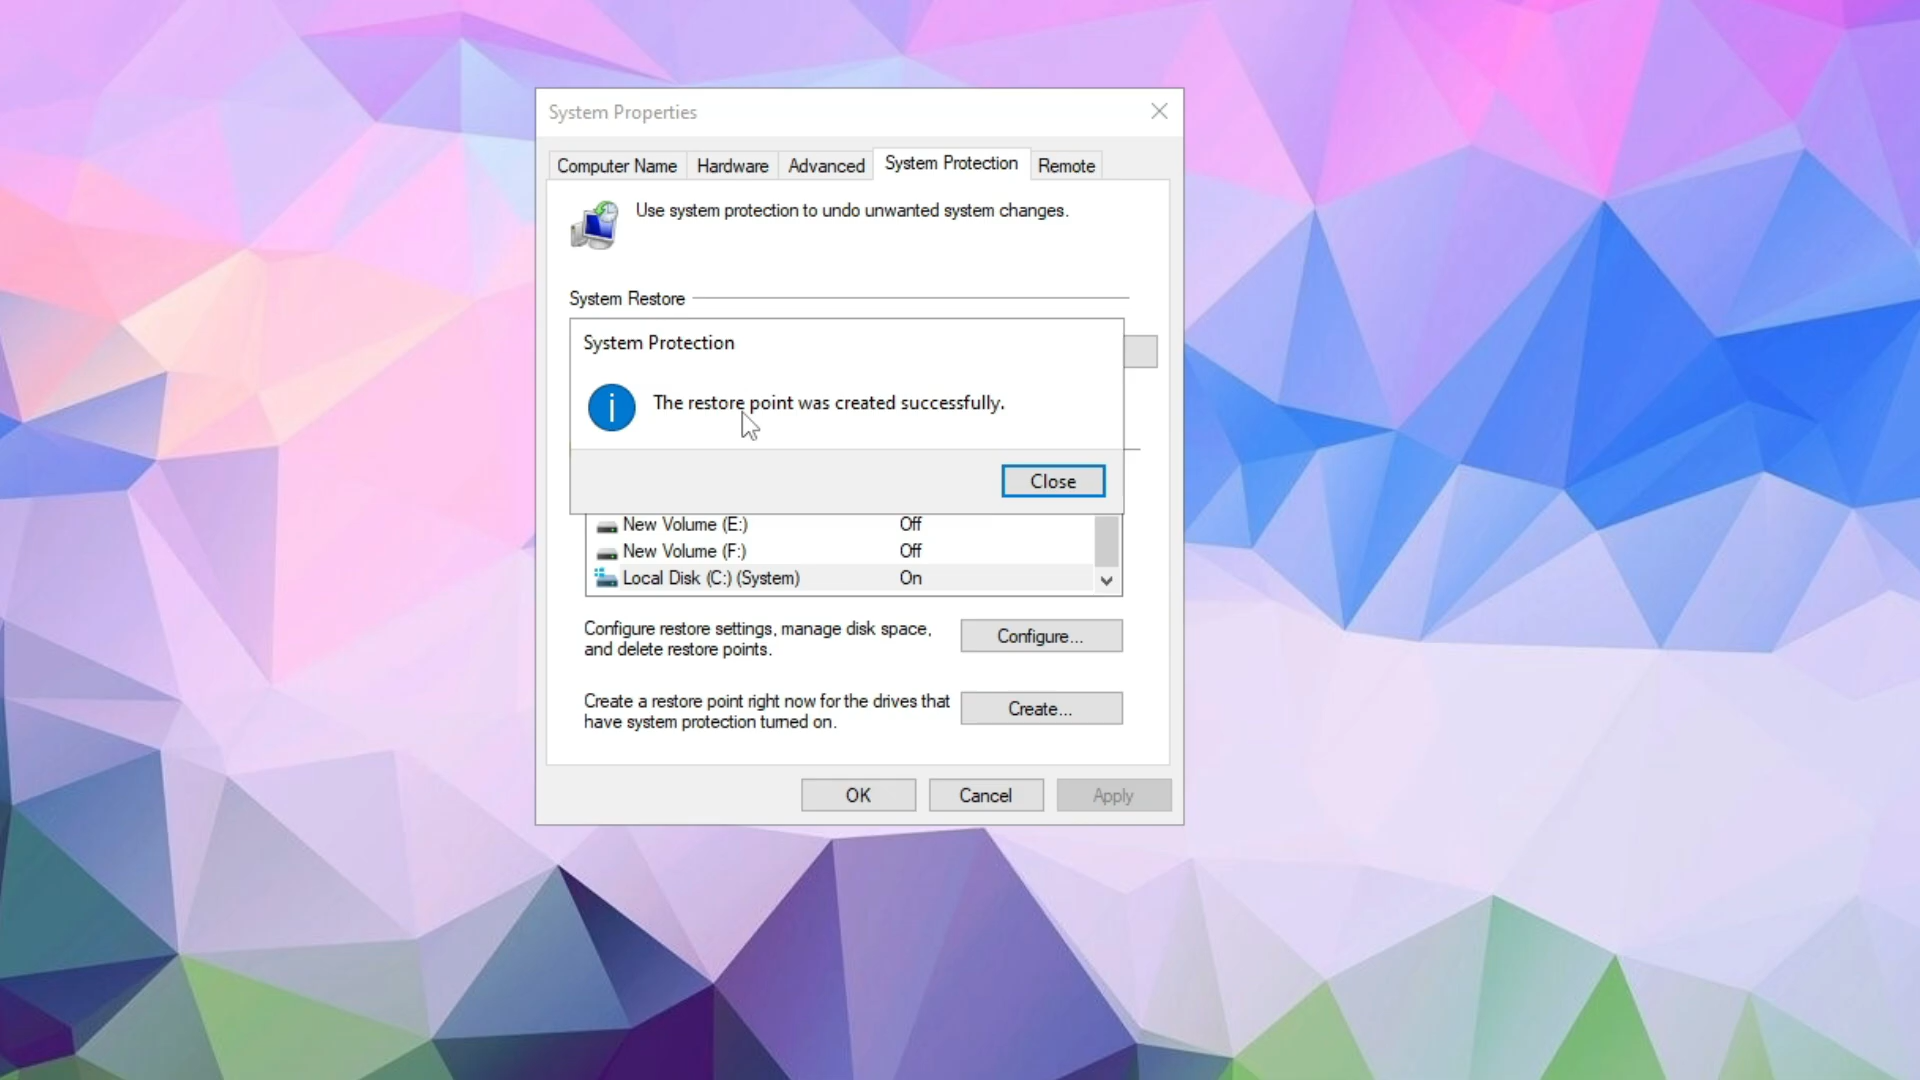 System Properties
Computer Name Hardware Advanced System Protection Remote
Use system protection to undo unwanted system changes.
System Restore
System Protection
i
The restore point was created successfully.
Close
New Volume (E:) Off
New Volume (F:) Off
Local Disk (C:) (System) On
Configure restore settings, manage disk space,
and delete restore points.
Configure...
Create a restore point right now for the drives that
have system protection turned on.
Create...
OK Cancel Apply